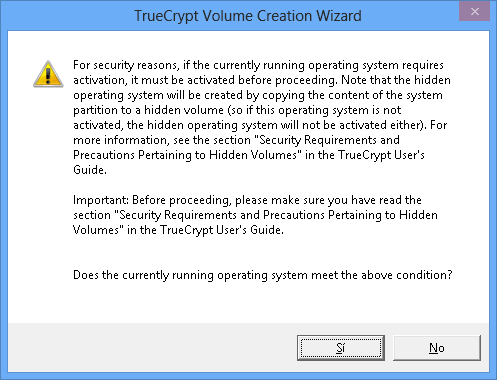 TrueCrypt Volume Creation Wizard
For security reasons, if the currently running operating system requires
activation, it must be activated before proceeding. Note that the hidden
operating system will be created by copying the content of the system
partition to a hidden volume (so if this operating system is not
activated, the hidden operating system will not be activated either). For
more information, see the section "Security Requirements and
Precautions Pertaining to Hidden Volumes" in the TrueCrypt User's
Guide.
Important: Before proceeding, please make sure you have read the
section "Security Requirements and Precautions Pertaining to Hidden
Volumes" in the TrueCrypt User's Guide.
Does the currently running operating system meet the above condition?
Sí
No